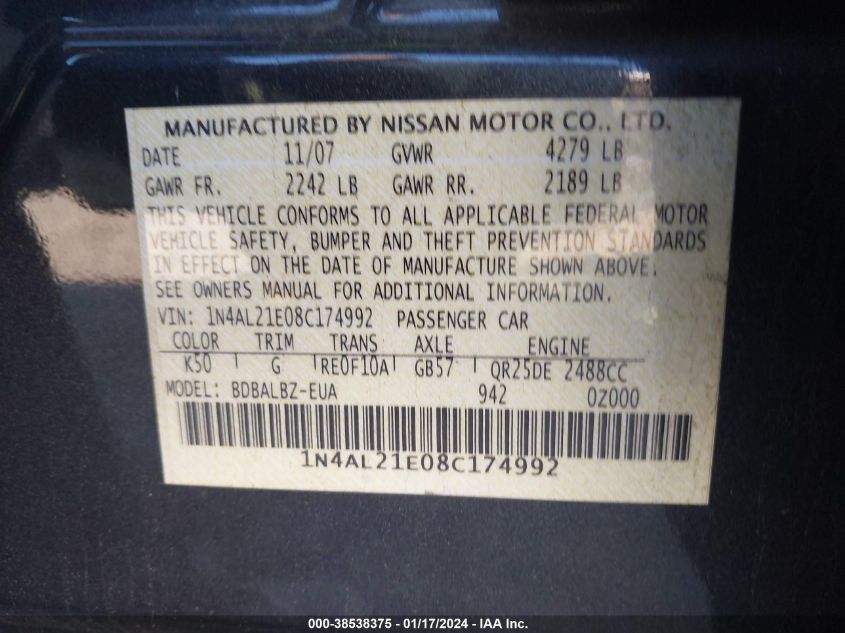 MANUFACTURED BY NISSAN MOTOR CO., LTD.
DATE 11/07 GVWR 4279 LB
GAWR FR. 2242 LB GAWR RR. 2189 LB
THIS VEHICLE CONFORMS TO ALL APPLICABLE FEDERAL MOTOR
VEHICLE SAFETY, BUMPER AND THEFT PREVENTION STANDARDS
IN EFFECT ON THE DATE OF MANUFACTURE SHOWN ABOVE.
SEE OWNERS MANUAL FOR ADDITIONAL INFORMATION.
VIN: 1N4AL21E08C174992 PASSENGER CAR
COLOR TRIM TRANS AXLE ENGINE
K50 G RE0F10A GB57 QR25DE 2488CC
MODEL: BDBALBZ-EUA 942 0Z000
1N4AL21E08C174992
000-38538375 - 01/17/2024 - IAA Inc.